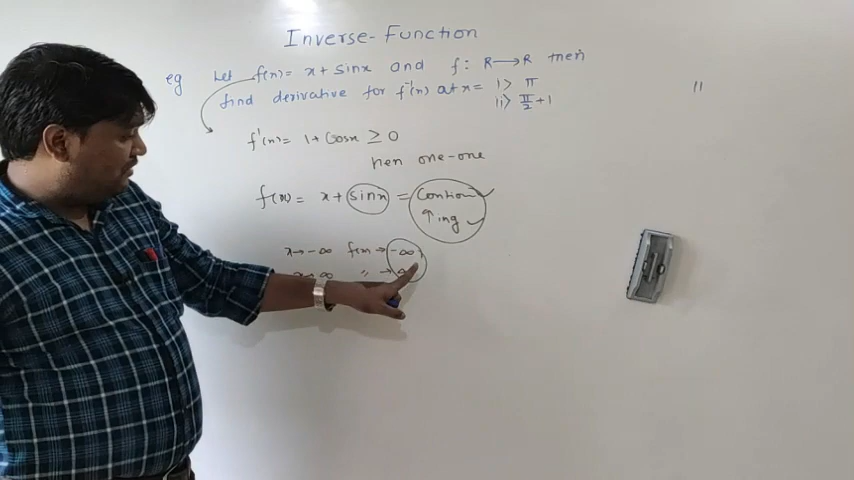 Inverse-Function
eg Let f(x)= x+sinx and f: R→R then
find derivative for f⁻¹(x) at x= i> π
ii> π/2+1
f'(x)= 1+Cosx ≥ 0
hen one-one
f(x)= x+sinx = Continu
↑ing
x→-∞ f(x)→-∞
x→∞ " →